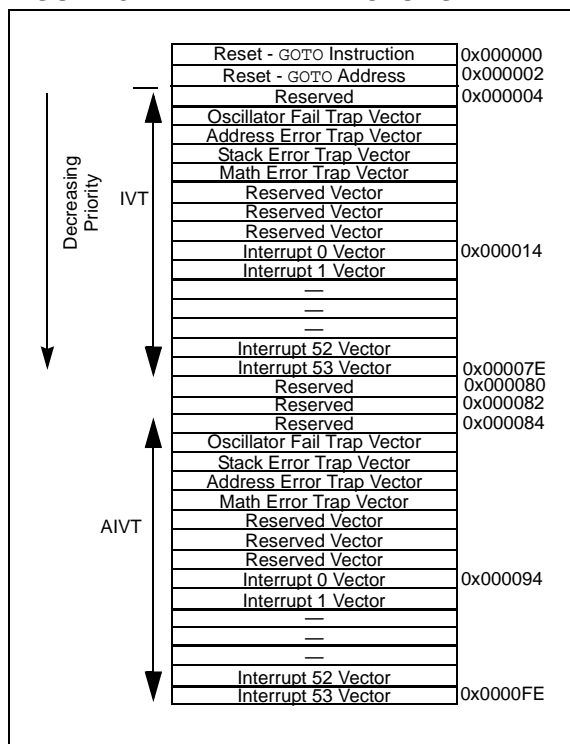 Reset - GOTO Instruction 0x000000
Reset - GOTO Address 0x000002
Reserved 0x000004
Oscillator Fail Trap Vector
Address Error Trap Vector
Stack Error Trap Vector
Math Error Trap Vector
Reserved Vector
Reserved Vector
Reserved Vector
Interrupt 0 Vector 0x000014
Interrupt 1 Vector
—
—
—
Interrupt 52 Vector
Interrupt 53 Vector 0x00007E
Reserved 0x000080
Reserved 0x000082
Reserved 0x000084
Oscillator Fail Trap Vector
Stack Error Trap Vector
Address Error Trap Vector
Math Error Trap Vector
Reserved Vector
Reserved Vector
Reserved Vector
Interrupt 0 Vector 0x000094
Interrupt 1 Vector
—
—
—
Interrupt 52 Vector
Interrupt 53 Vector 0x0000FE
Decreasing
Priority
IVT
AIVT